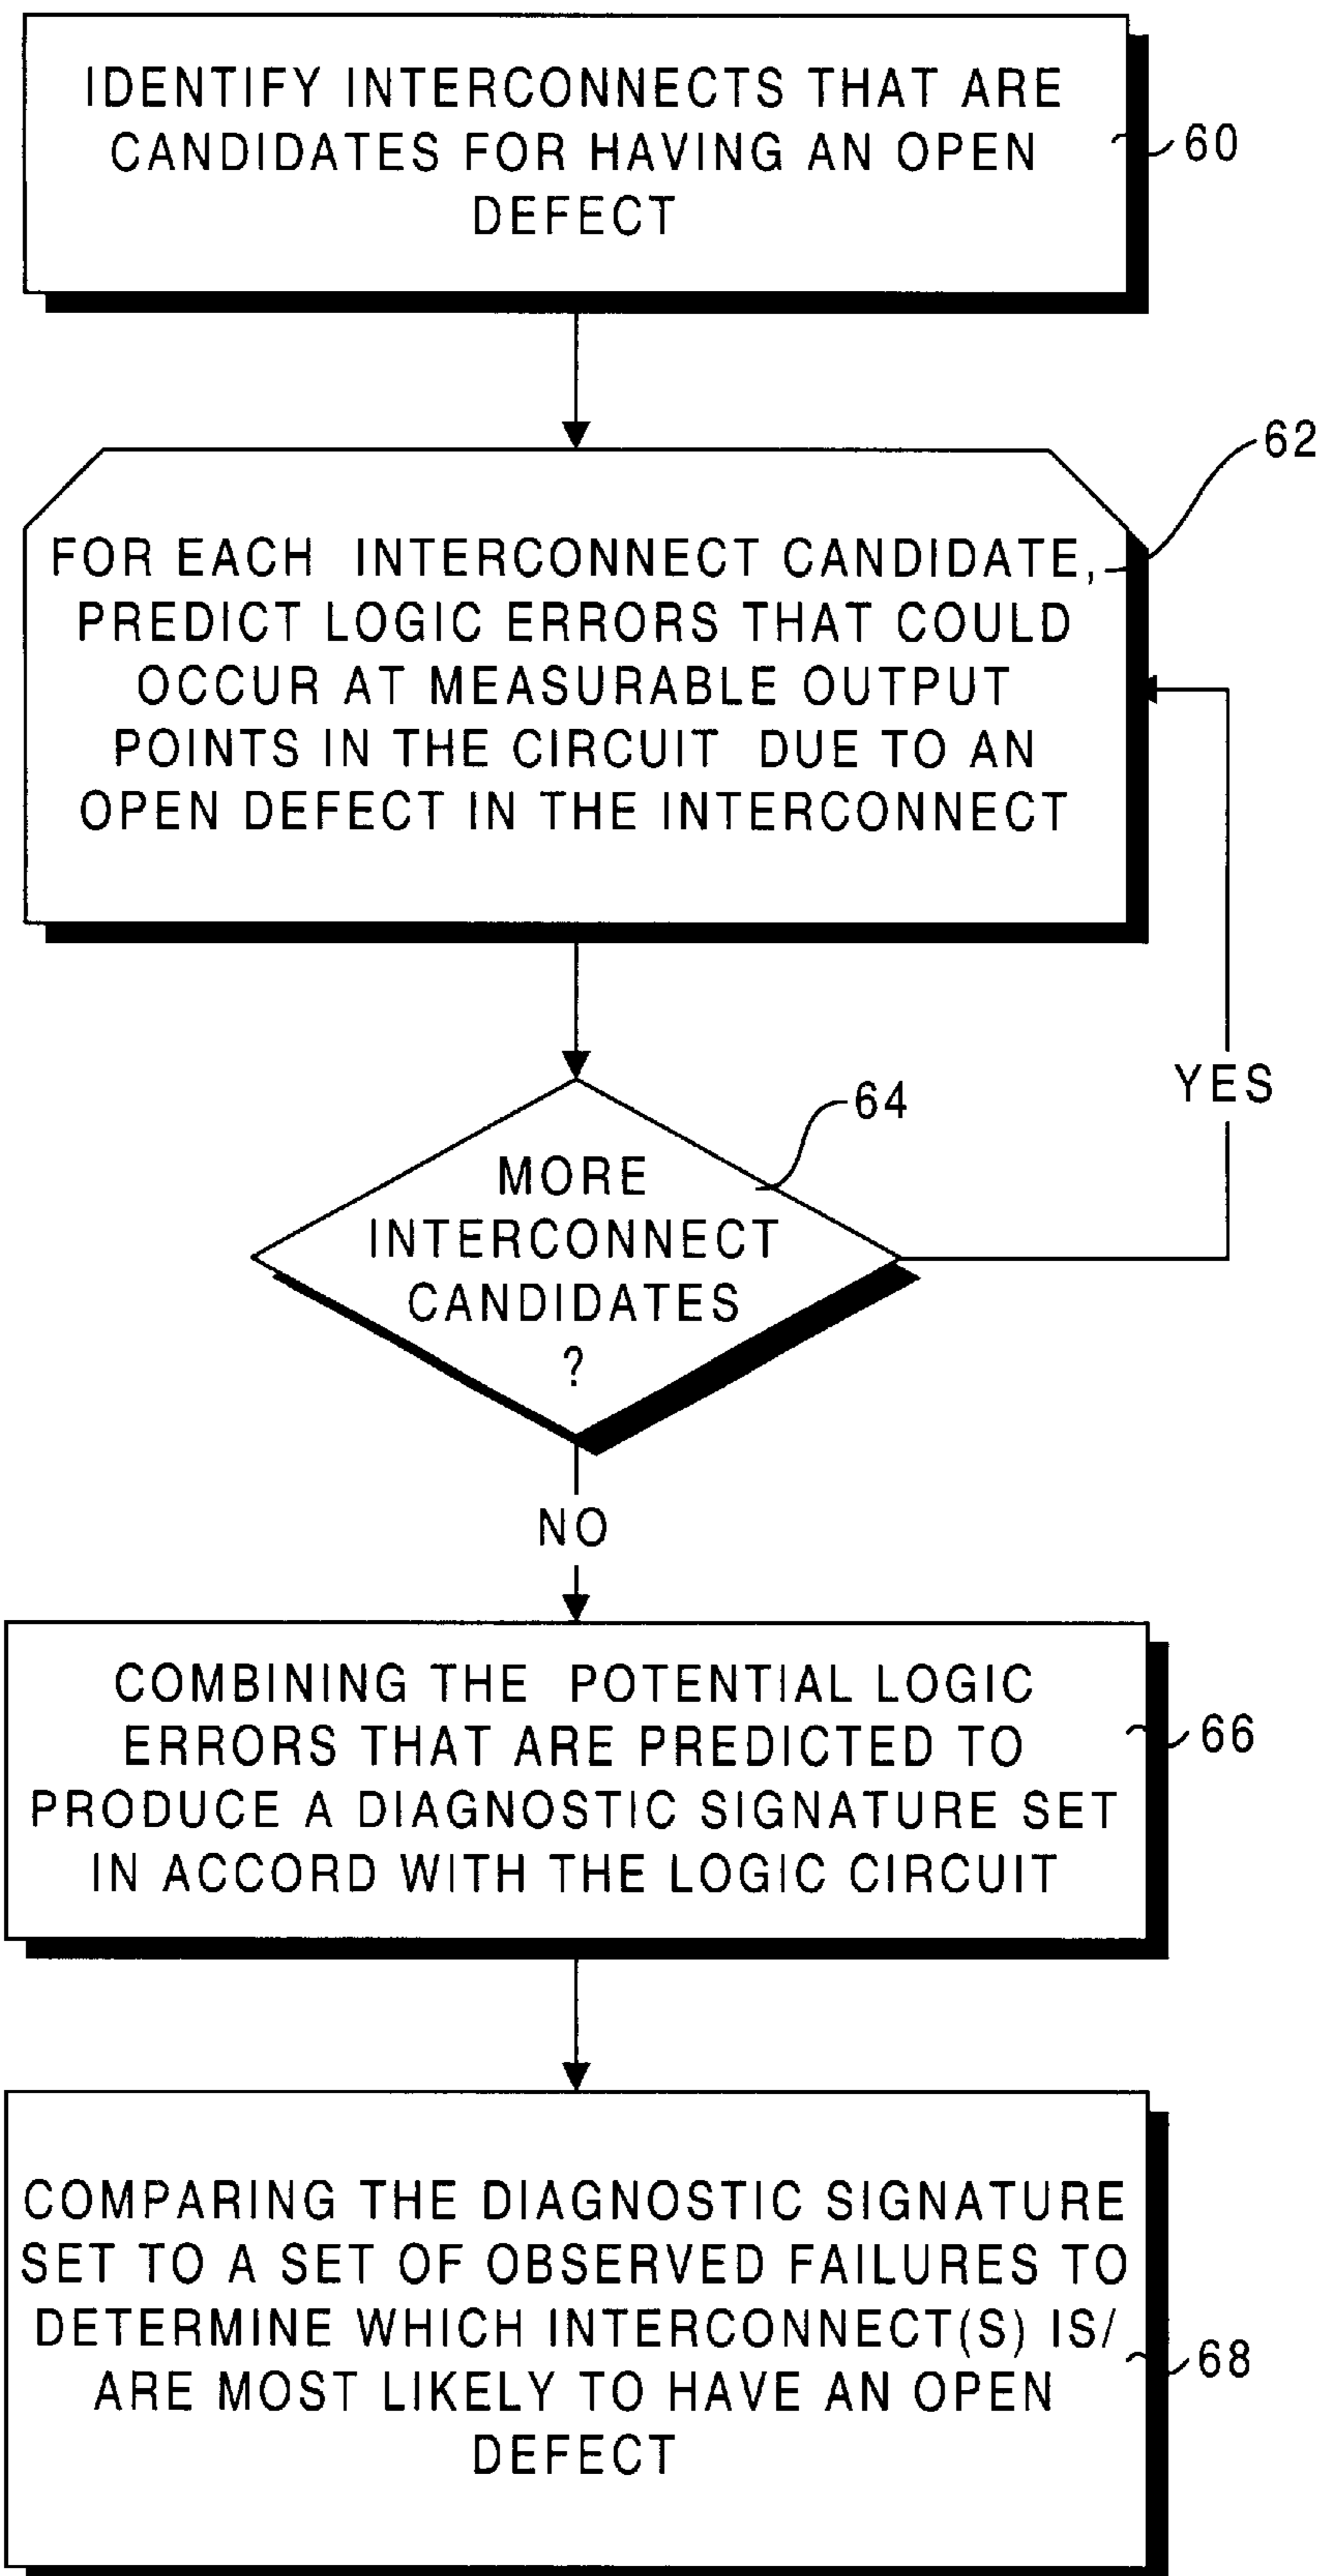 IDENTIFY INTERCONNECTS THAT ARE
CANDIDATES FOR HAVING AN OPEN
DEFECT
60
62
FOR EACH INTERCONNECT CANDIDATE,
PREDICT LOGIC ERRORS THAT COULD
OCCUR AT MEASURABLE OUTPUT
POINTS IN THE CIRCUIT DUE TO AN
OPEN DEFECT IN THE INTERCONNECT
YES
64
MORE
INTERCONNECT
CANDIDATES
?
NO
COMBINING THE POTENTIAL LOGIC
ERRORS THAT ARE PREDICTED TO
PRODUCE A DIAGNOSTIC SIGNATURE SET
IN ACCORD WITH THE LOGIC CIRCUIT
66
COMPARING THE DIAGNOSTIC SIGNATURE
SET TO A SET OF OBSERVED FAILURES TO
DETERMINE WHICH INTERCONNECT(S) IS/
ARE MOST LIKELY TO HAVE AN OPEN
DEFECT
68